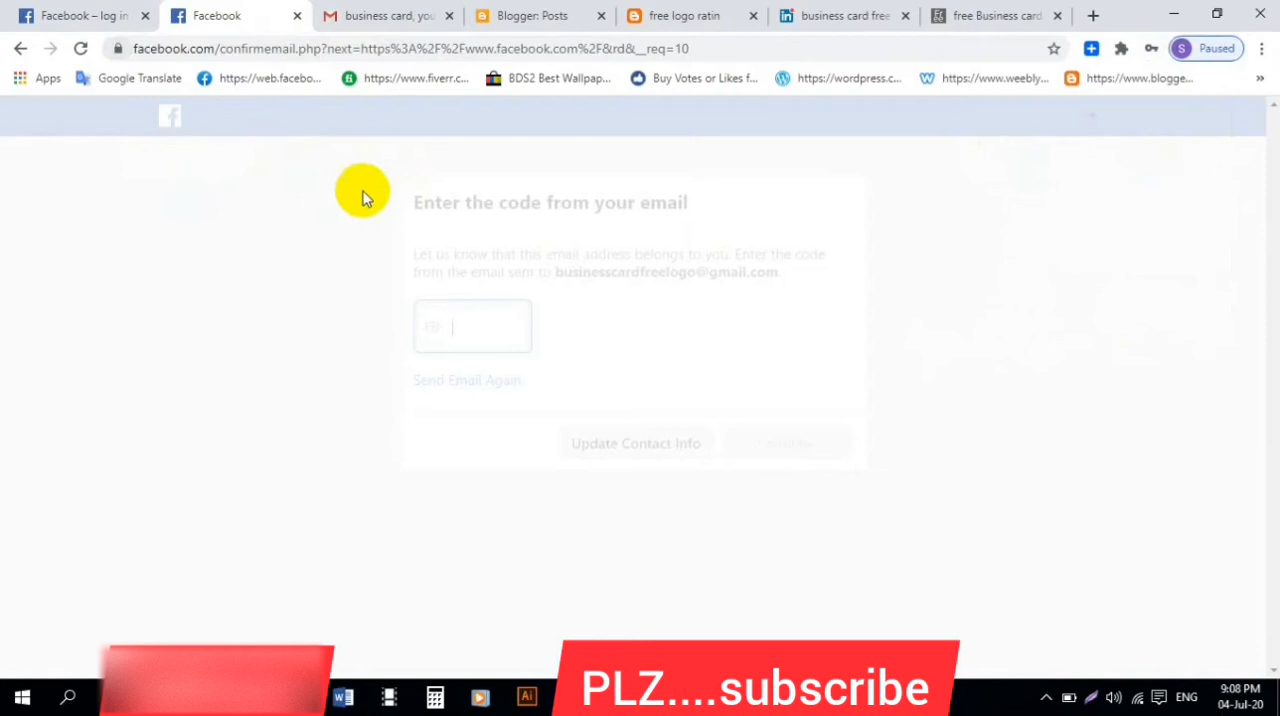 Facebook – log in
Facebook
business card, you
Blogger: Posts
free logo ratin
business card free
free Business card
facebook.com/confirmemail.php?next=https%3A%2F%2Fwww.facebook.com%2F&rd&__req=10
S Paused
Apps
Google Translate
https://web.facebo...
https://www.fiverr.c...
BDS2 Best Wallpap...
Buy Votes or Likes f...
https://wordpress.c...
https://www.weebly...
https://www.blogge...
Enter the code from your email
Let us know that this email address belongs to you. Enter the code
from the email sent to businesscardfreelogo@gmail.com.
FB-
Send Email Again
Update Contact Info
PLZ....subscribe
ENG
9:08 PM
04-Jul-20